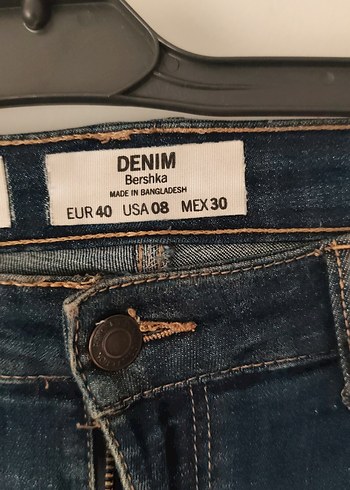 DENIM
Bershka
MADE IN BANGLADESH
EUR 40 USA 08 MEX 30